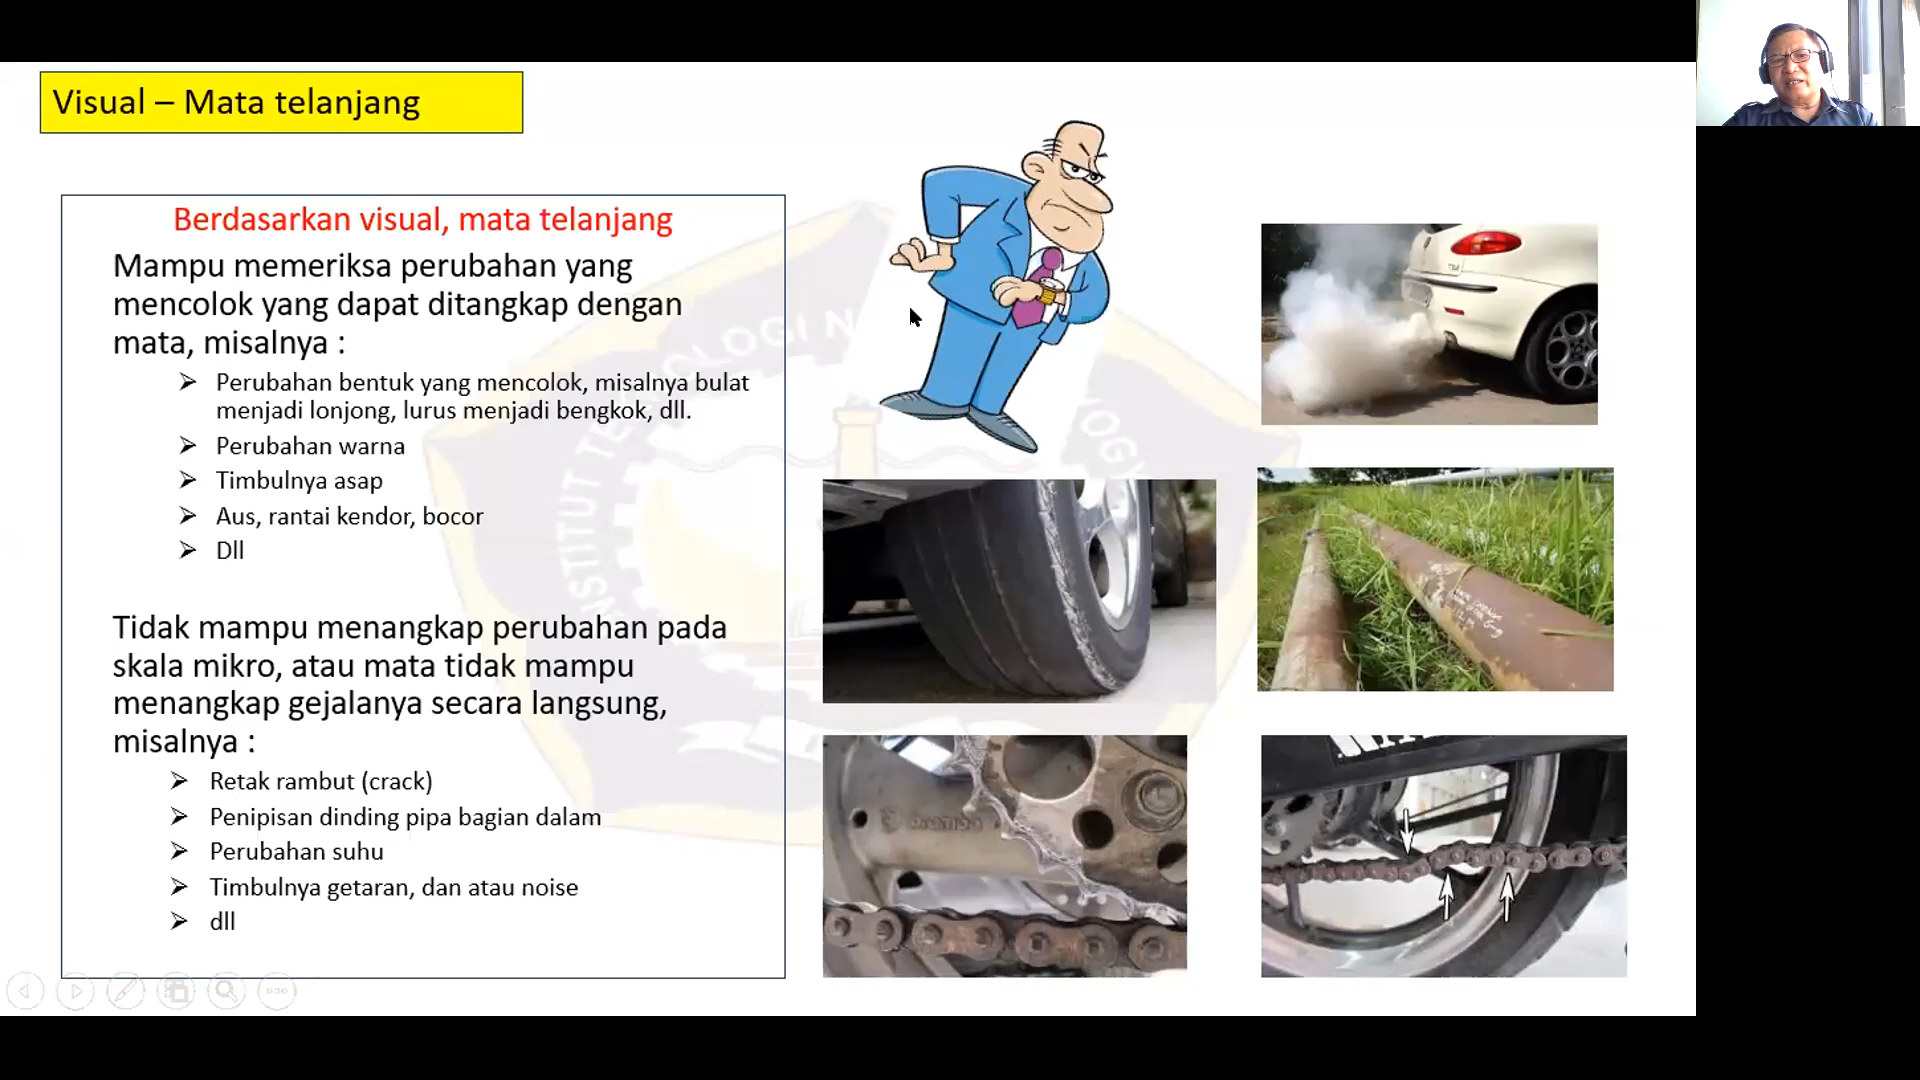 Visual – Mata telanjang
Berdasarkan visual, mata telanjang
Mampu memeriksa perubahan yang
mencolok yang dapat ditangkap dengan
mata, misalnya :
➢ Perubahan bentuk yang mencolok, misalnya bulat
menjadi lonjong, lurus menjadi bengkok, dll.
➢ Perubahan warna
➢ Timbulnya asap
➢ Aus, rantai kendor, bocor
➢ Dll
Tidak mampu menangkap perubahan pada
skala mikro, atau mata tidak mampu
menangkap gejalanya secara langsung,
misalnya :
➢ Retak rambut (crack)
➢ Penipisan dinding pipa bagian dalam
➢ Perubahan suhu
➢ Timbulnya getaran, dan atau noise
➢ dll